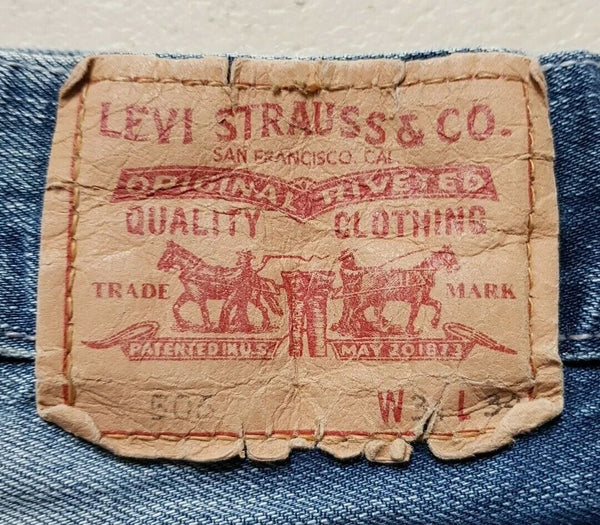 LEVI STRAUSS & CO.
SAN FRANCISCO, CAL.
ORIGINAL RIVETED
QUALITY CLOTHING
TRADE MARK
PATENTED IN U.S. MAY 20 1873
W L